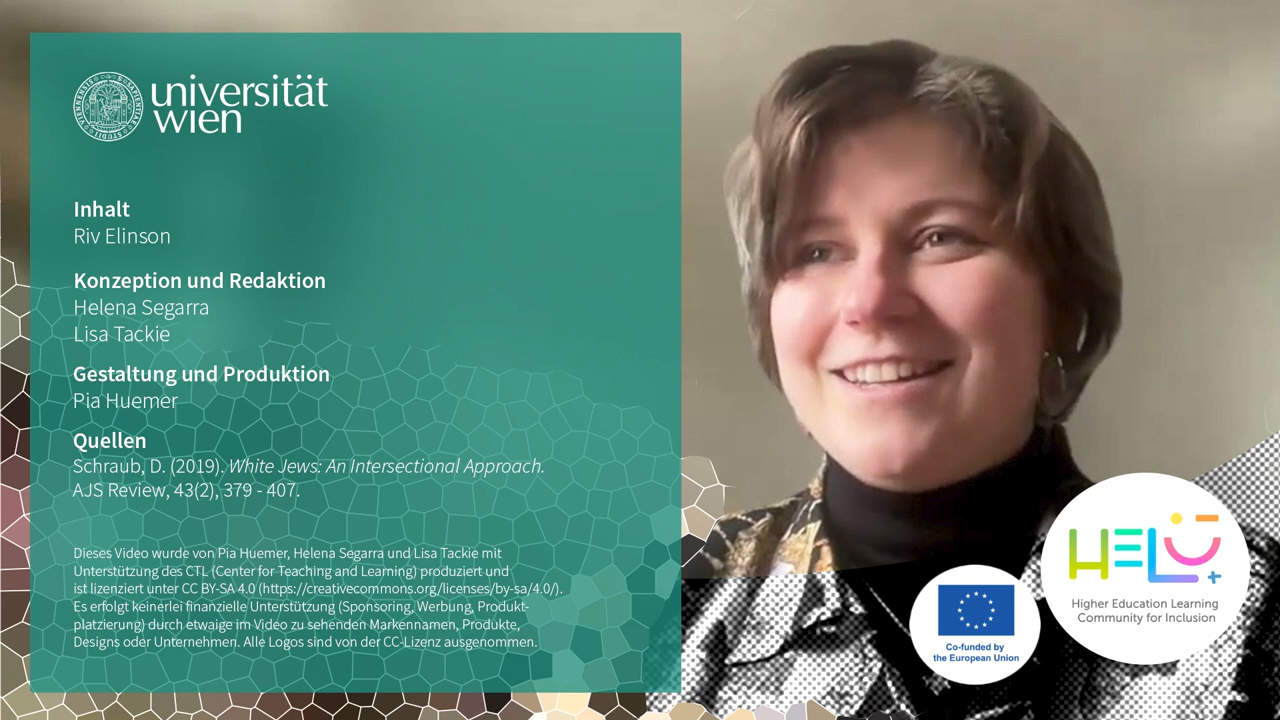 universität
wien
Inhalt
Riv Elinson
Konzeption und Redaktion
Helena Segarra
Lisa Tackie
Gestaltung und Produktion
Pia Huemer
Quellen
Schraub, D. (2019). White Jews: An Intersectional Approach.
AJS Review, 43(2), 379 - 407.
Dieses Video wurde von Pia Huemer, Helena Segarra und Lisa Tackie mit
Unterstützung des CTL (Center for Teaching and Learning) produziert und
ist lizenziert unter CC BY-SA 4.0 (https://creativecommons.org/licenses/by-sa/4.0/).
Es erfolgt keinerlei finanzielle Unterstützung (Sponsoring, Werbung, Produkt-
platzierung) durch etwaige im Video zu sehenden Markennamen, Produkte,
Designs oder Unternehmen. Alle Logos sind von der CC-Lizenz ausgenommen.
Co-funded by
the European Union
HELI+
Higher Education Learning
Community for Inclusion